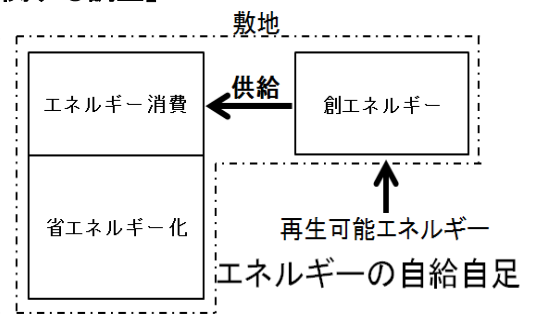 敷地
エネルギー消費
供給
創エネルギー
省エネルギー化
再生可能エネルギー
エネルギーの自給自足